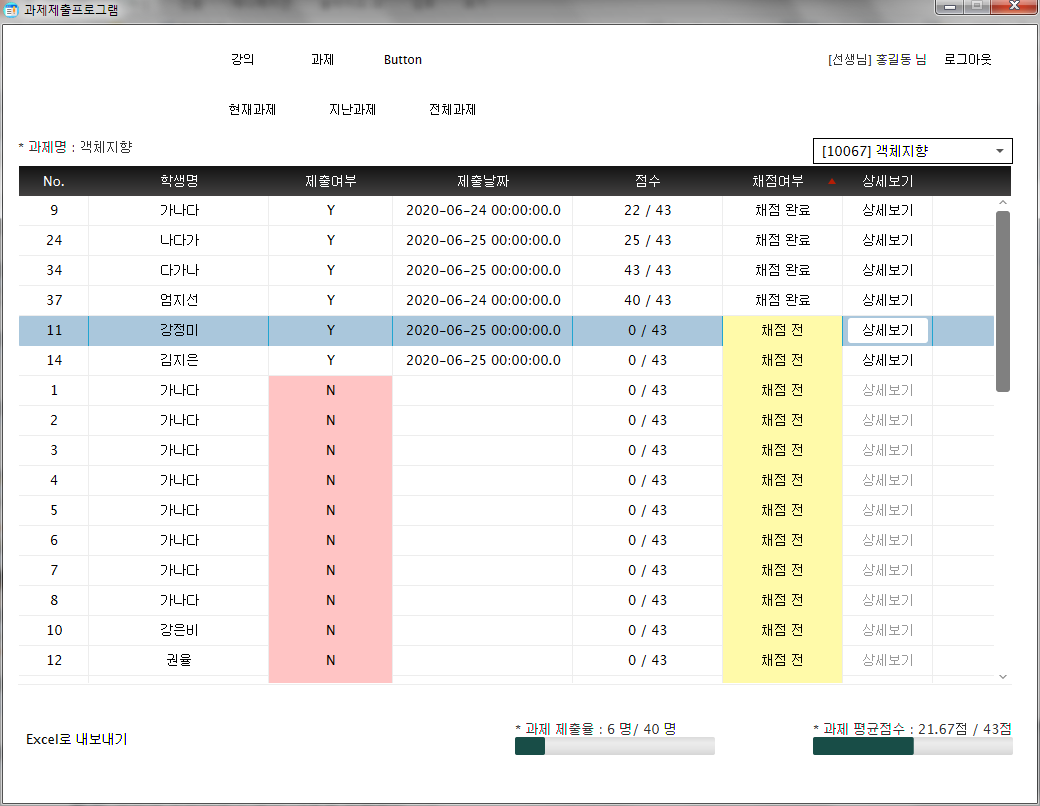 과제제출프로그램
강의 과제 Button [선생님] 홍길동 님 로그아웃
현재과제 지난과제 전체과제
* 과제명 : 객체지향 [10067] 객체지향
No. 학생명 제출여부 제출날짜 점수 채점여부 상세보기
9 가나다 Y 2020-06-24 00:00:00.0 22 / 43 채점 완료 상세보기
24 나다가 Y 2020-06-25 00:00:00.0 25 / 43 채점 완료 상세보기
34 다가나 Y 2020-06-25 00:00:00.0 43 / 43 채점 완료 상세보기
37 엄지선 Y 2020-06-24 00:00:00.0 40 / 43 채점 완료 상세보기
11 강정미 Y 2020-06-25 00:00:00.0 0 / 43 채점 전 상세보기
14 김지은 Y 2020-06-25 00:00:00.0 0 / 43 채점 전 상세보기
1 가나다 N 0 / 43 채점 전 상세보기
2 가나다 N 0 / 43 채점 전 상세보기
3 가나다 N 0 / 43 채점 전 상세보기
4 가나다 N 0 / 43 채점 전 상세보기
5 가나다 N 0 / 43 채점 전 상세보기
6 가나다 N 0 / 43 채점 전 상세보기
7 가나다 N 0 / 43 채점 전 상세보기
8 가나다 N 0 / 43 채점 전 상세보기
10 강은비 N 0 / 43 채점 전 상세보기
12 권율 N 0 / 43 채점 전 상세보기
Excel로 내보내기 * 과제 제출율 : 6 명/ 40 명 * 과제 평균점수 : 21.67점 / 43점